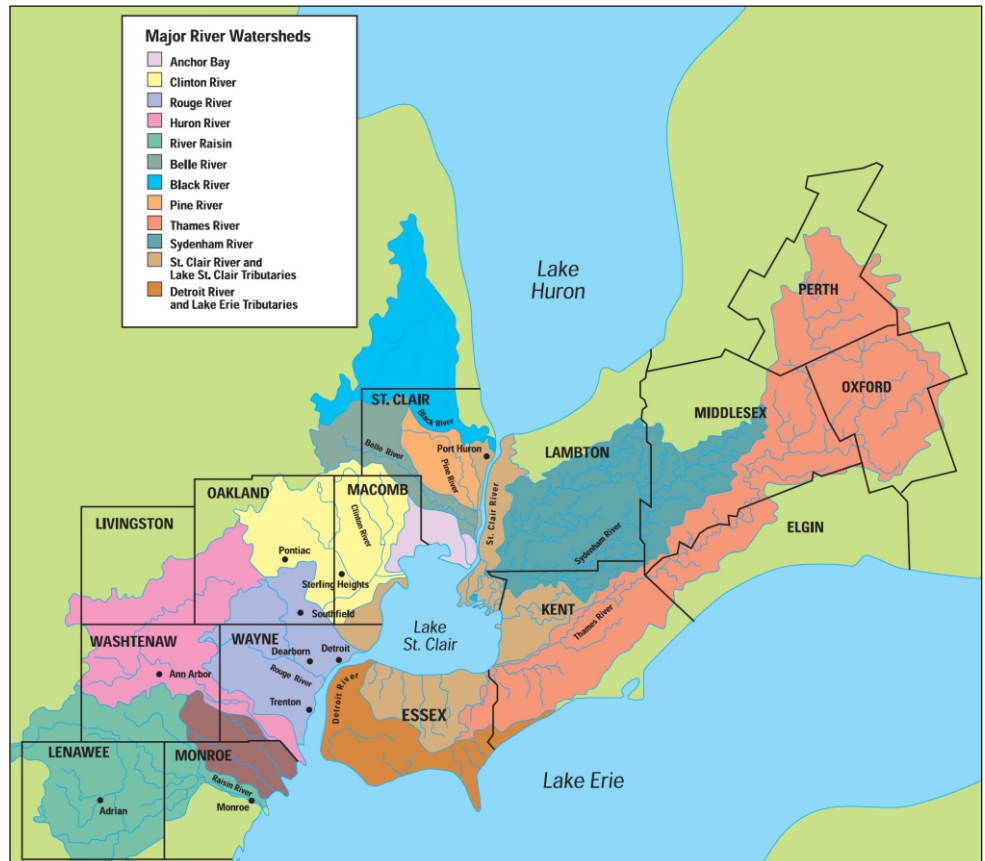 Major River Watersheds
Anchor Bay
Clinton River
Rouge River
Huron River
River Raisin
Belle River
Black River
Pine River
Thames River
Sydenham River
St. Clair River and
Lake St. Clair Tributaries
Detroit River
and Lake Erie Tributaries
Lake
Huron
PERTH
OXFORD
MIDDLESEX
ST. CLAIR
Black River
Belle River
Port Huron
Pine River
LAMBTON
St. Clair River
Sydenham River
ELGIN
OAKLAND
MACOMB
LIVINGSTON
Clinton River
Pontiac
Sterling Heights
Southfield
KENT
Thames River
Lake
St. Clair
WASHTENAW
WAYNE
Dearborn
Detroit
Rouge River
Ann Arbor
Trenton
Detroit River
ESSEX
LENAWEE
MONROE
Raisin River
Adrian
Monroe
Lake Erie